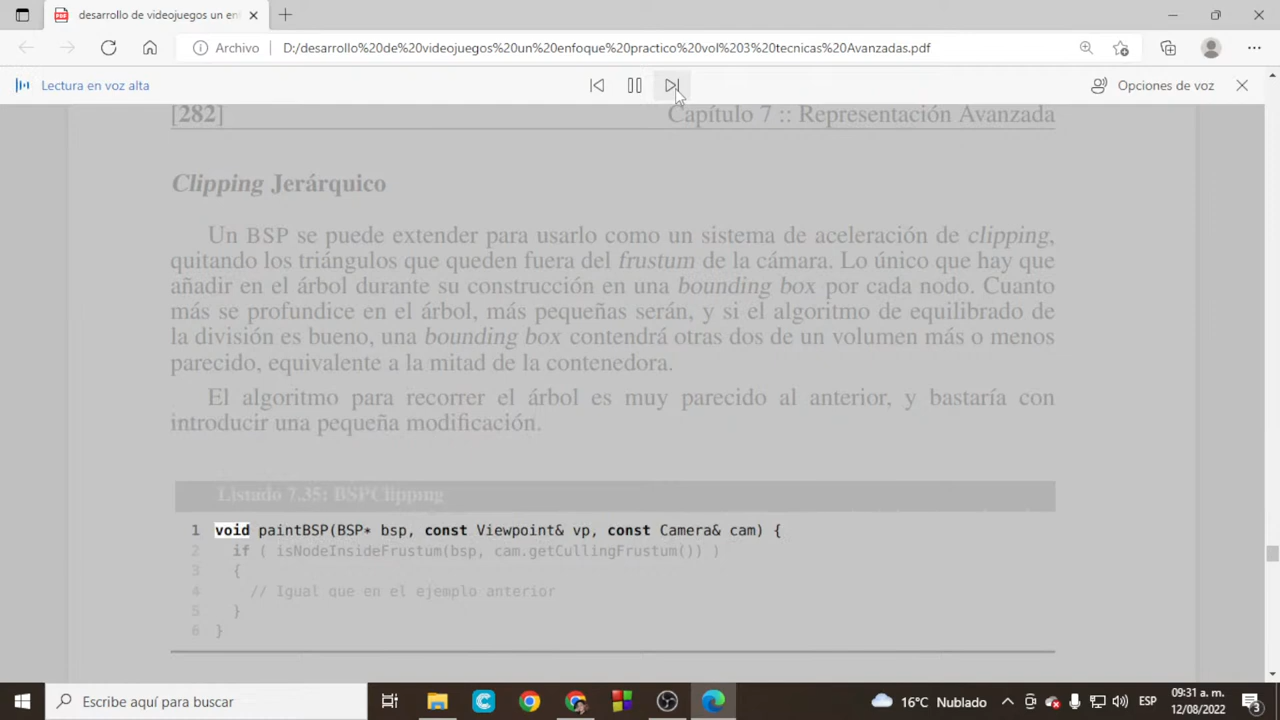 desarrollo de videojuegos un en
Archivo
D:/desarrollo%20de%20videojuegos%20un%20enfoque%20practico%20vol%203%20tecnicas%20Avanzadas.pdf
Lectura en voz alta
Opciones de voz
[282]
Capítulo 7 :: Representación Avanzada
Clipping Jerárquico
Un BSP se puede extender para usarlo como un sistema de aceleración de clipping,
quitando los triángulos que queden fuera del frustum de la cámara. Lo único que hay que
añadir en el árbol durante su construcción en una bounding box por cada nodo. Cuanto
más se profundice en el árbol, más pequeñas serán, y si el algoritmo de equilibrado de
la división es bueno, una bounding box contendrá otras dos de un volumen más o menos
parecido, equivalente a la mitad de la contenedora.
El algoritmo para recorrer el árbol es muy parecido al anterior, y bastaría con
introducir una pequeña modificación.
Listado 7.35: BSPClipping
1 void paintBSP(BSP* bsp, const Viewpoint& vp, const Camera& cam) {
2 if ( isNodeInsideFrustum(bsp, cam.getCullingFrustum()) )
3 {
4 // Igual que en el ejemplo anterior
5 }
6 }
Escribe aquí para buscar
16°C Nublado
ESP
09:31 a. m.
12/08/2022
3